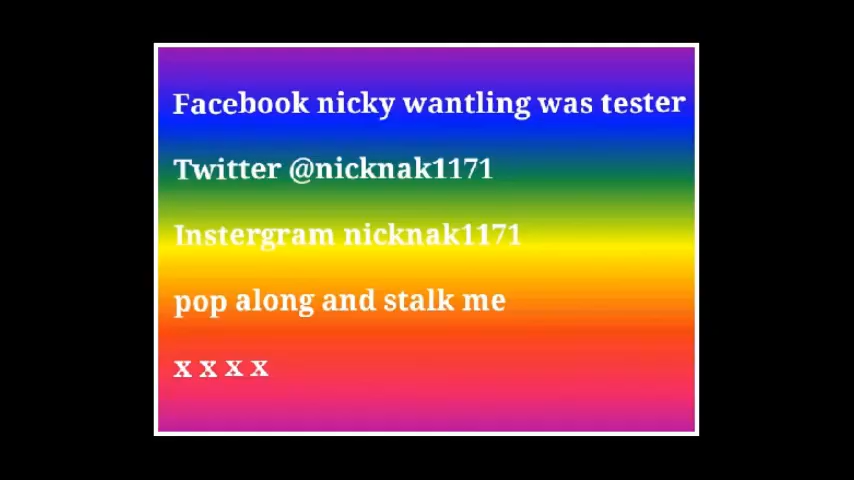 Facebook nicky wantling was tester
Twitter @nicknak1171
Instergram nicknak1171
pop along and stalk me
x x x x